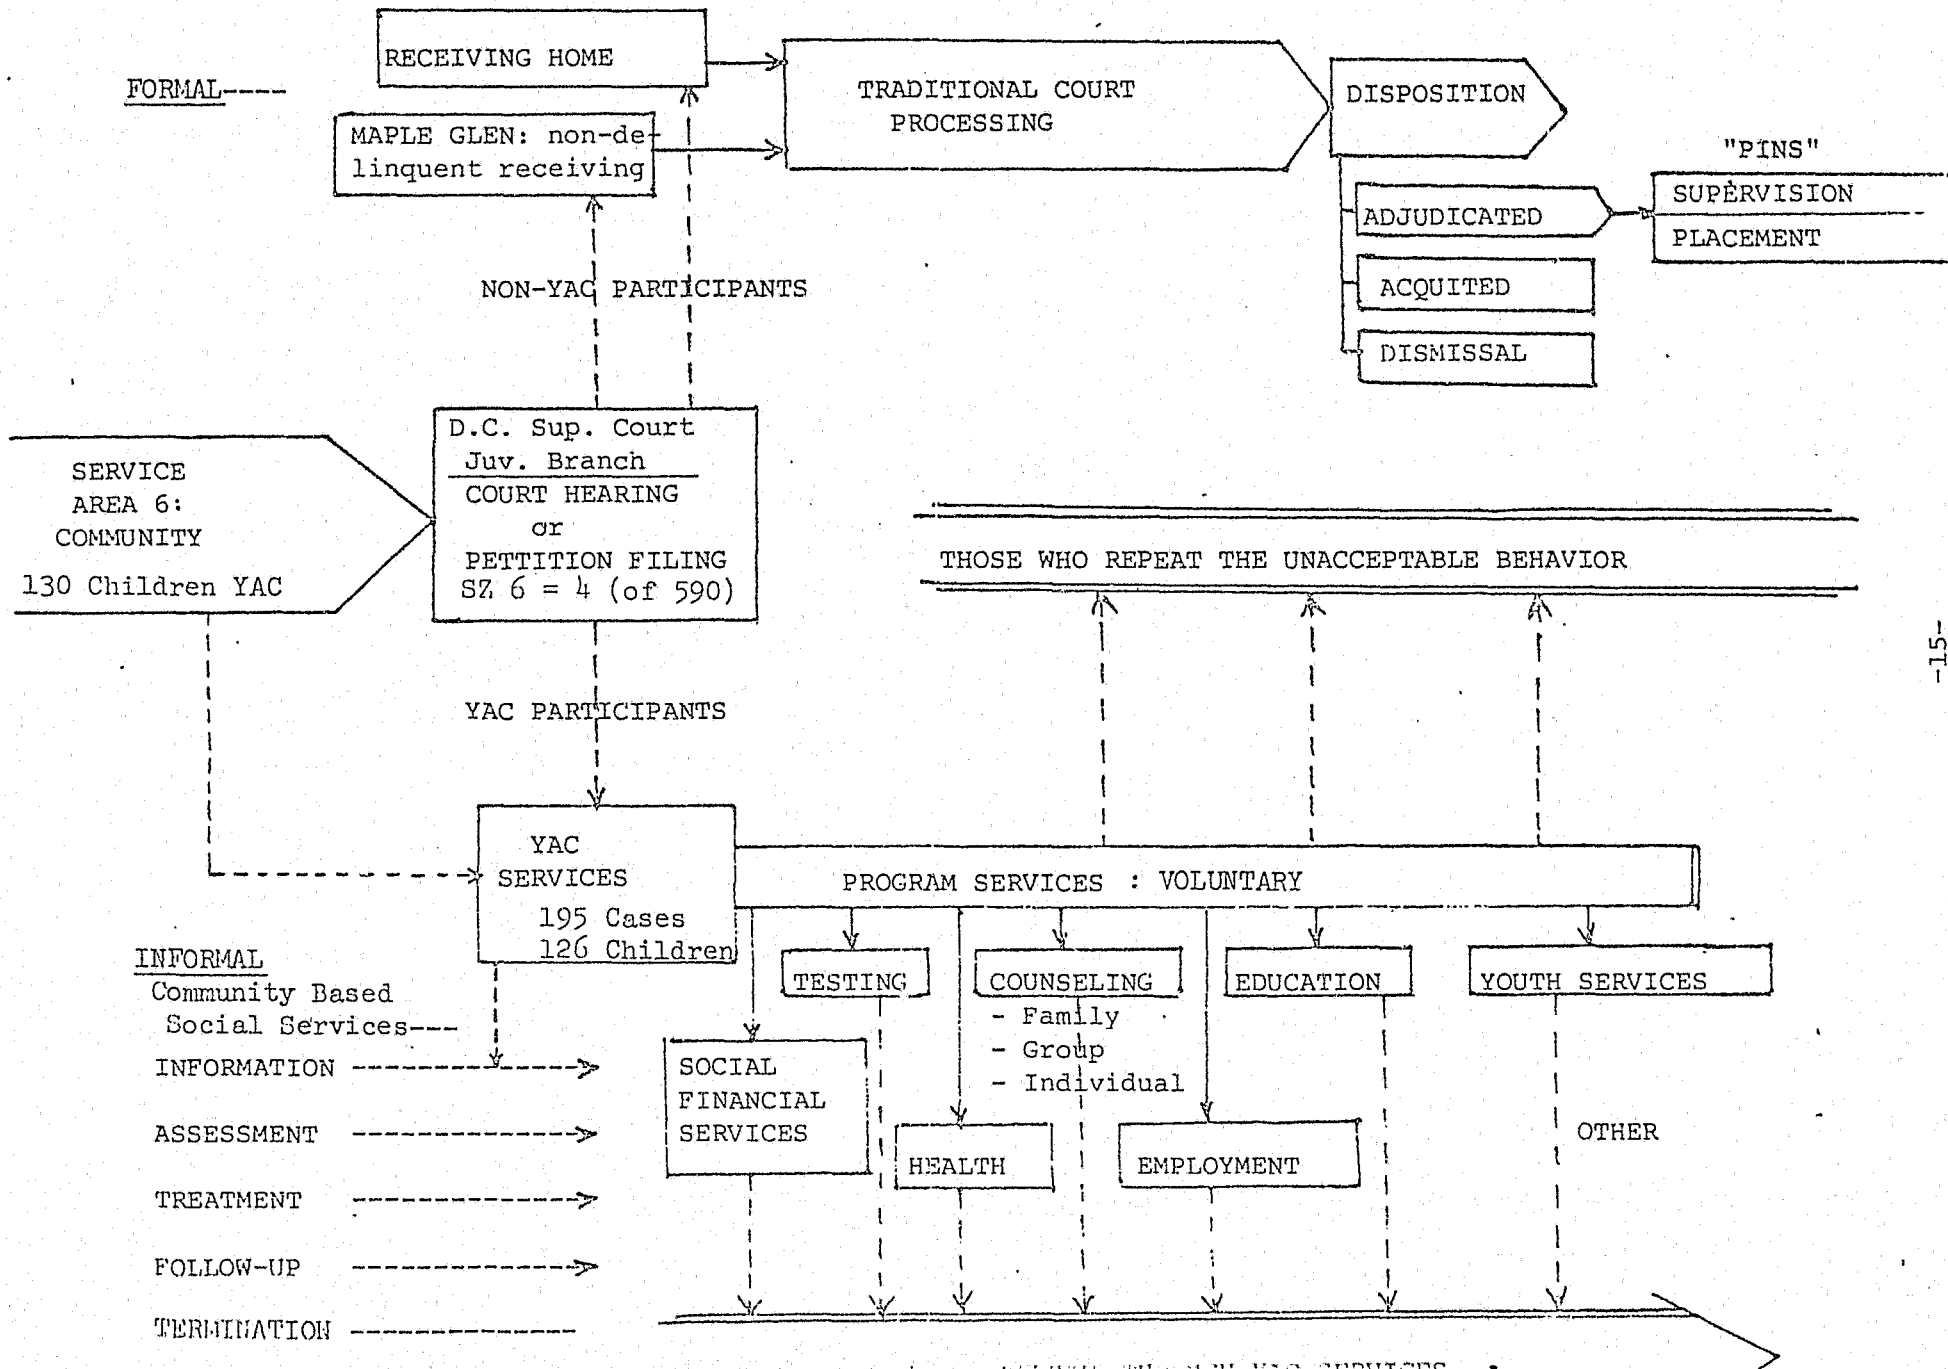 FORMAL----
RECEIVING HOME
MAPLE GLEN: non-de-
linquent receiving
TRADITIONAL COURT
PROCESSING
DISPOSITION
"PINS"
ADJUDICATED
SUPERVISION
PLACEMENT
ACQUITED
DISMISSAL
NON-YAC PARTICIPANTS
SERVICE
AREA 6:
COMMUNITY
130 Children YAC
D.C. Sup. Court
Juv. Branch
COURT HEARING
or
PETTITION FILING
SZ 6 = 4 (of 590)
THOSE WHO REPEAT THE UNACCEPTABLE BEHAVIOR
-15-
YAC PARTICIPANTS
YAC
SERVICES
195 Cases
126 Children
PROGRAM SERVICES : VOLUNTARY
TESTING
COUNSELING
- Family
- Group
- Individual
EDUCATION
YOUTH SERVICES
SOCIAL
FINANCIAL
SERVICES
HEALTH
EMPLOYMENT
OTHER
INFORMAL
Community Based
Social Services---
INFORMATION
ASSESSMENT
TREATMENT
FOLLOW-UP
TERMINATION
YAC SERVICES